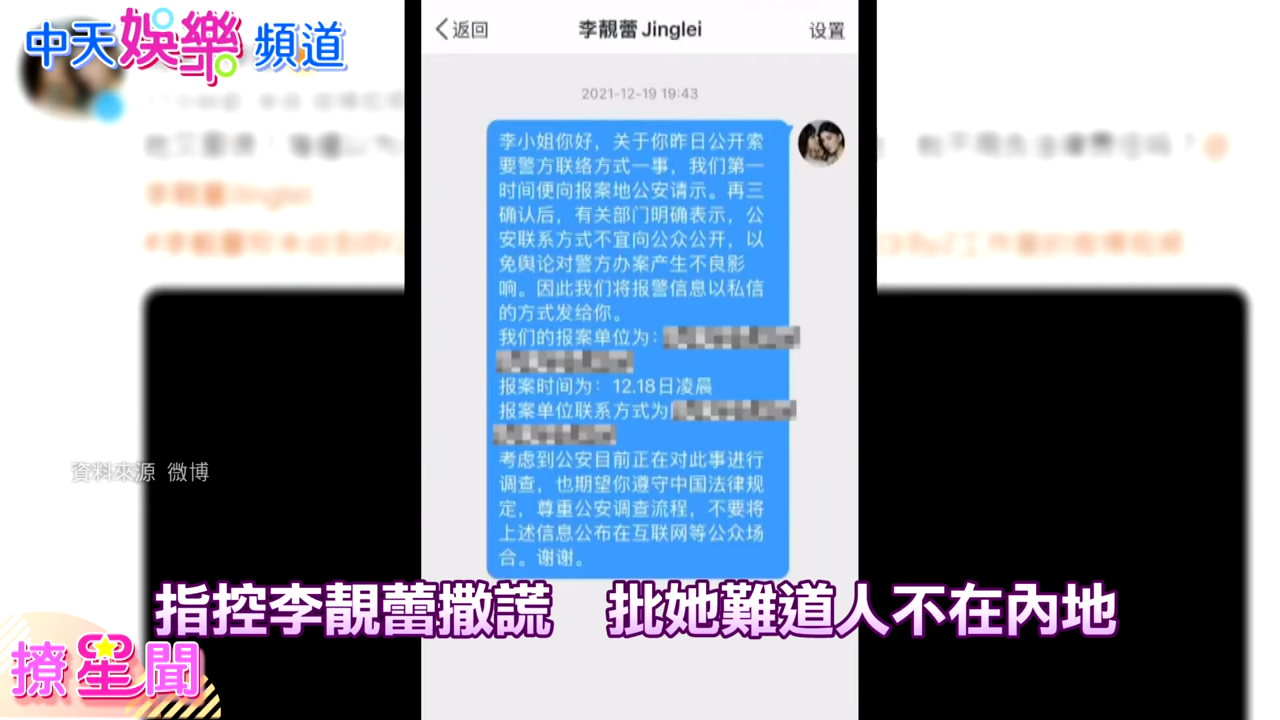 中天娛樂頻道
返回
李靚蕾Jinglei
设置
2021-12-19 19:43
李小姐你好，关于你昨日公开索
要警方联络方式一事，我们第一
时间便向报案地公安请示。再三
确认后，有关部门明确表示，公
安联系方式不宜向公众公开，以
免舆论对警方办案产生不良影
响。因此我们将报警信息以私信
的方式发给你。
我们的报案单位为：
报案时间为：12.18日凌晨
报案单位联系方式为
考虑到公安目前正在对此事进行
调查，也期望你遵守中国法律规
定，尊重公安调查流程，不要将
上述信息公布在互联网等公众场
合。谢谢。
資料來源 微博
指控李靚蕾撒謊 批她難道人不在內地
撩星聞